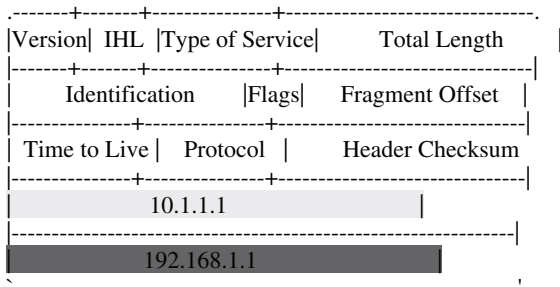 .-------+-------+---------------+-------------------------------.
|Version| IHL |Type of Service| Total Length |
|-------+-------+---------------+-------------------------------|
| Identification |Flags| Fragment Offset |
|---------------+---------------+-------------------------------|
| Time to Live | Protocol | Header Checksum
|---------------+---------------+-------------------------------|
| 10.1.1.1 |
|---------------------------------------------------------------|
| 192.168.1.1 |
` '